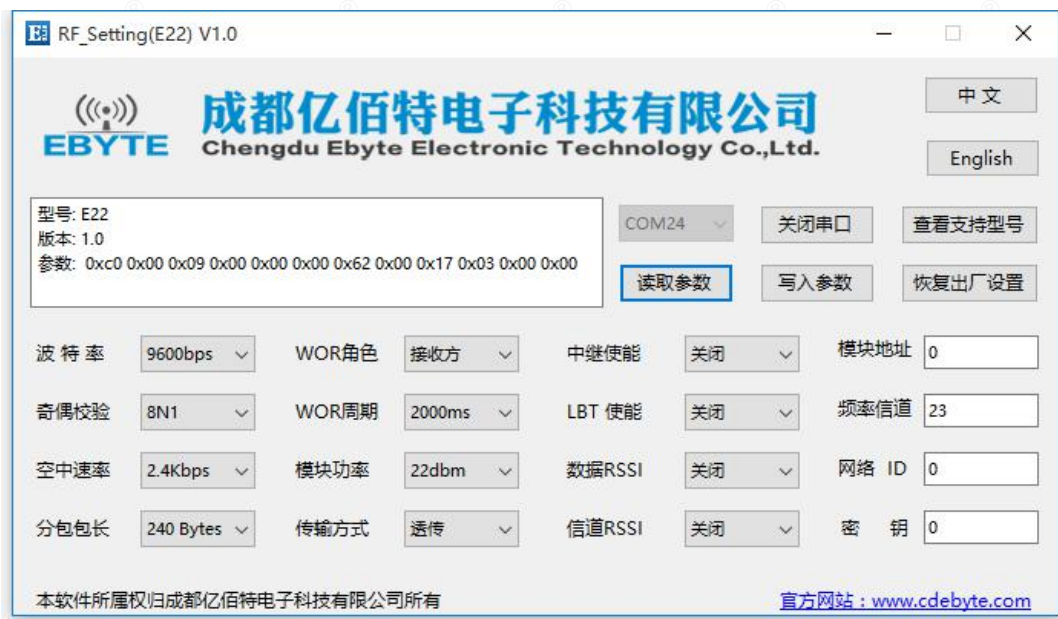 RF_Setting(E22) V1.0
EBYTE
成都亿佰特电子科技有限公司
Chengdu Ebyte Electronic Technology Co.,Ltd.
中 文
English
型号: E22
版本: 1.0
参数: 0xc0 0x00 0x09 0x00 0x00 0x00 0x62 0x00 0x17 0x03 0x00 0x00
COM24 关闭串口 查看支持型号
读取参数 写入参数 恢复出厂设置
波 特 率 9600bps WOR角色 接收方 中继使能 关闭 模块地址 0
奇偶校验 8N1 WOR周期 2000ms LBT 使能 关闭 频率信道 23
空中速率 2.4Kbps 模块功率 22dbm 数据RSSI 关闭 网络 ID 0
分包包长 240 Bytes 传输方式 透传 信道RSSI 关闭 密 钥 0
本软件所属权归成都亿佰特电子科技有限公司所有 官方网站：www.cdebyte.com